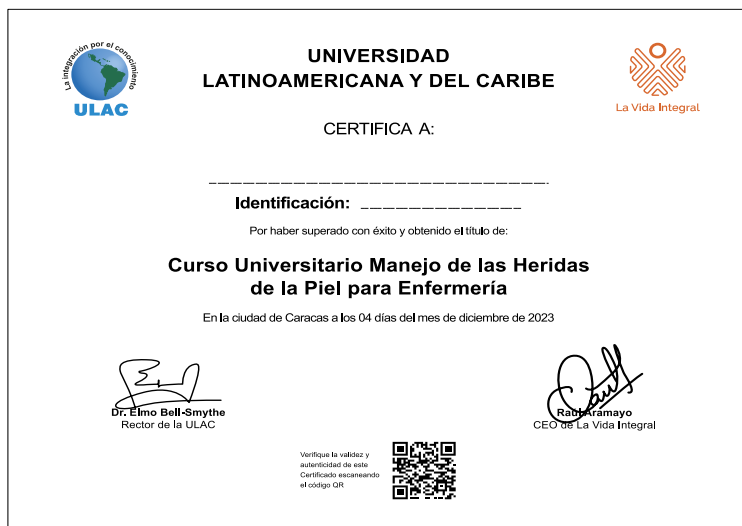 La integración por el conocimiento
ULAC
UNIVERSIDAD
LATINOAMERICANA Y DEL CARIBE
La Vida Integral
CERTIFICA A:
Identificación:
Por haber superado con éxito y obtenido el título de:
Curso Universitario Manejo de las Heridas
de la Piel para Enfermería
En la ciudad de Caracas a los 04 días del mes de diciembre de 2023
Dr. Elmo Bell-Smythe
Rector de la ULAC
Raúl Aramayo
CEO de La Vida Integral
Verifique la validez y
autenticidad de este
Certificado escaneando
el código QR